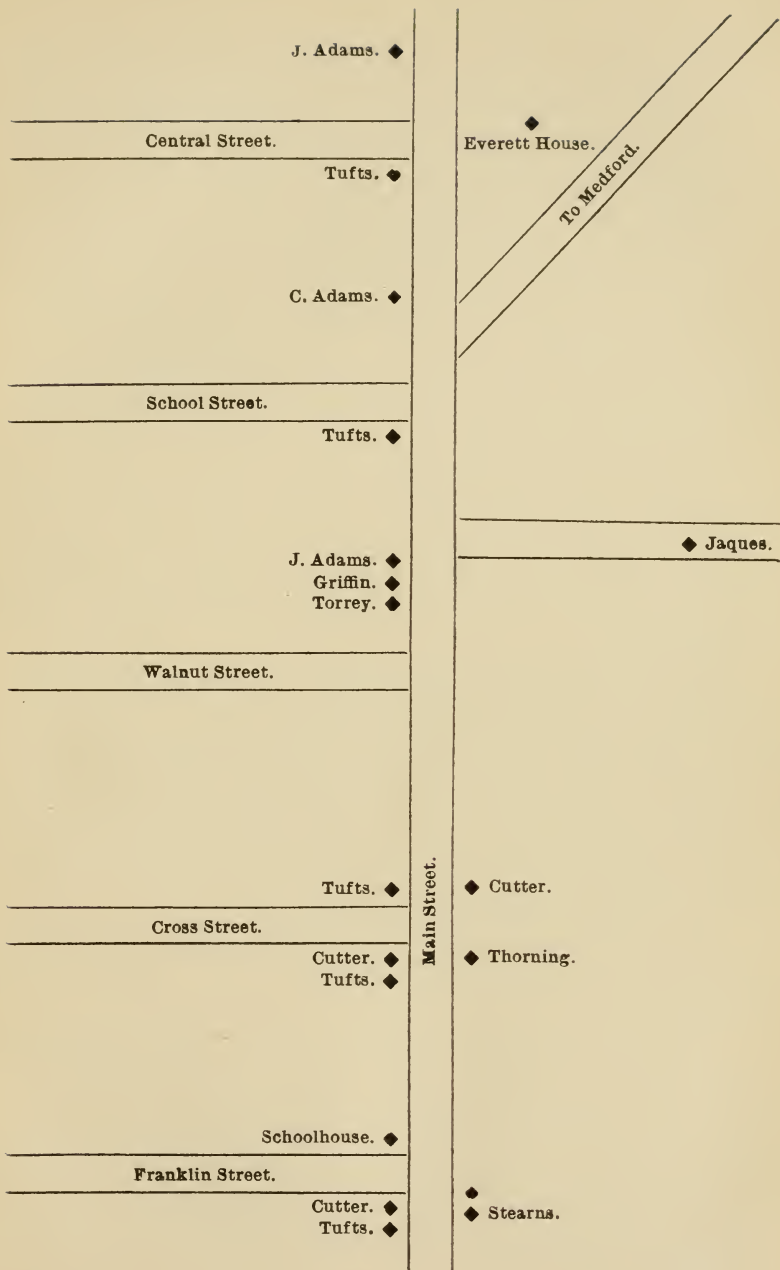 J. Adams.
Central Street.
Everett House.
To Medford.
Tufts.
C. Adams.
School Street.
Tufts.
Jaques.
J. Adams.
Griffin.
Torrey.
Walnut Street.
Main Street.
Tufts.
Cutter.
Cross Street.
Cutter.
Thorning.
Tufts.
Schoolhouse.
Franklin Street.
Cutter.
Stearns.
Tufts.